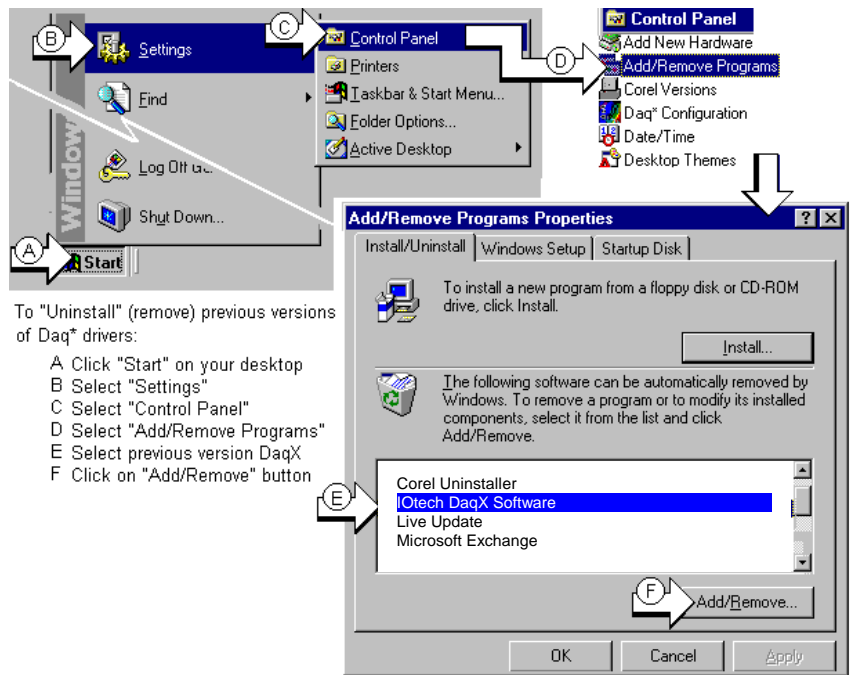 B
Settings
Find
Log Off
Shut Down...
Windows
A
Start
C
Control Panel
Printers
Taskbar & Start Menu...
Folder Options...
Active Desktop
D
Control Panel
Add New Hardware
Add/Remove Programs
Corel Versions
Daq* Configuration
Date/Time
Desktop Themes
To "Uninstall" (remove) previous versions
of Daq* drivers:
A Click "Start" on your desktop
B Select "Settings"
C Select "Control Panel"
D Select "Add/Remove Programs"
E Select previous version DaqX
F Click on "Add/Remove" button
Add/Remove Programs Properties
Install/Uninstall
Windows Setup
Startup Disk
To install a new program from a floppy disk or CD-ROM
drive, click Install.
Install...
The following software can be automatically removed by
Windows. To remove a program or to modify its installed
components, select it from the list and click
Add/Remove.
E
Corel Uninstaller
IOtech DaqX Software
Live Update
Microsoft Exchange
F
Add/Remove...
OK
Cancel
Apply